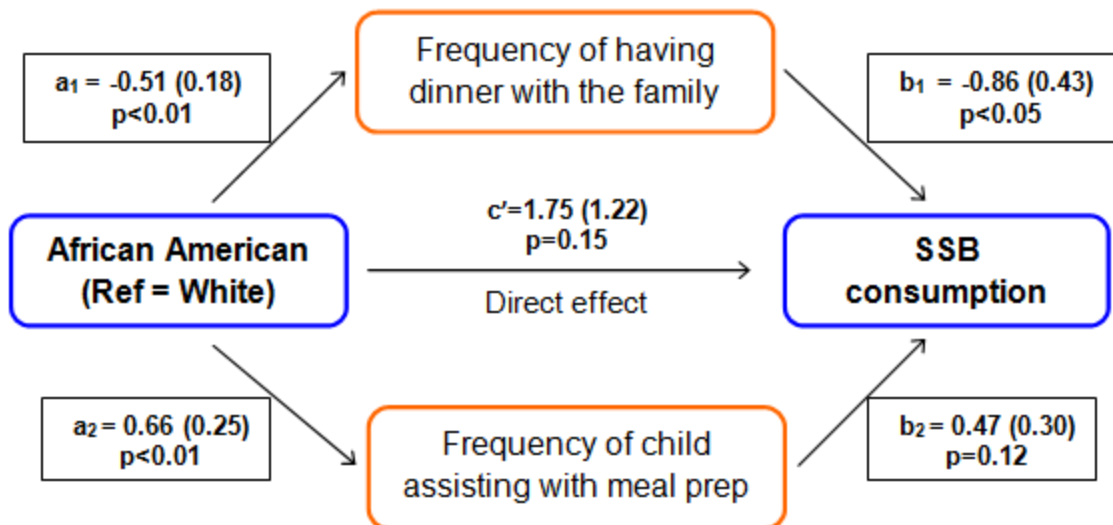 Frequency of having
dinner with the family
a₁ = -0.51 (0.18)
p<0.01
b₁ = -0.86 (0.43)
p<0.05
c'=1.75 (1.22)
p=0.15
African American
(Ref = White)
Direct effect
SSB
consumption
a₂ = 0.66 (0.25)
p<0.01
Frequency of child
assisting with meal prep
b₂ = 0.47 (0.30)
p=0.12